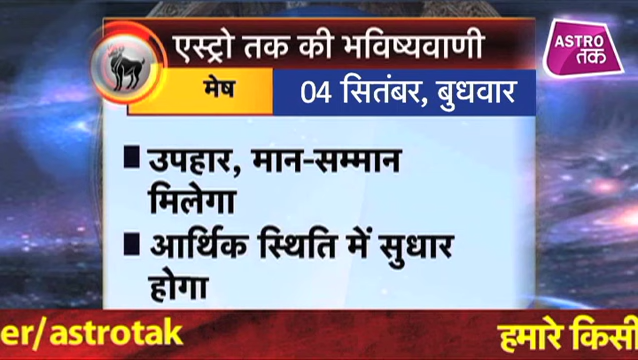 एस्ट्रो तक की भविष्यवाणी
ASTRO
तक
मेष
04 सितंबर, बुधवार
उपहार, मान-सम्मान
मिलेगा
आर्थिक स्थिति में सुधार
होगा
er/astrotak
हमारे किसी